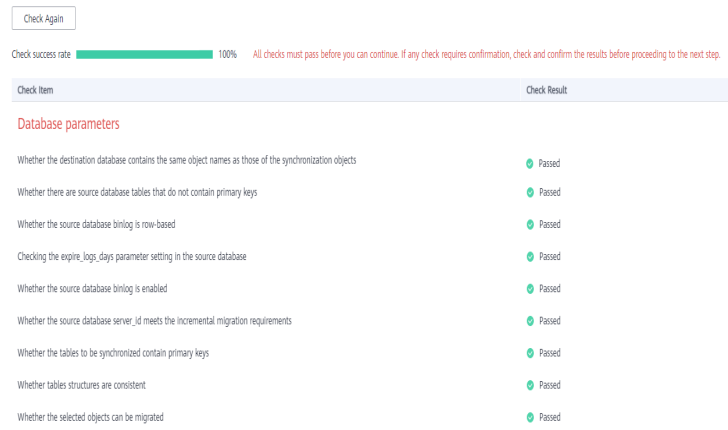 Check Again
Check success rate 100% All checks must pass before you can continue. If any check requires confirmation, check and confirm the results before proceeding to the next step.
Check Item Check Result
Database parameters
Whether the destination database contains the same object names as those of the synchronization objects Passed
Whether there are source database tables that do not contain primary keys Passed
Whether the source database binlog is row-based Passed
Checking the expire_logs_days parameter setting in the source database Passed
Whether the source database binlog is enabled Passed
Whether the source database server_id meets the incremental migration requirements Passed
Whether the tables to be synchronized contain primary keys Passed
Whether tables structures are consistent Passed
Whether the selected objects can be migrated Passed